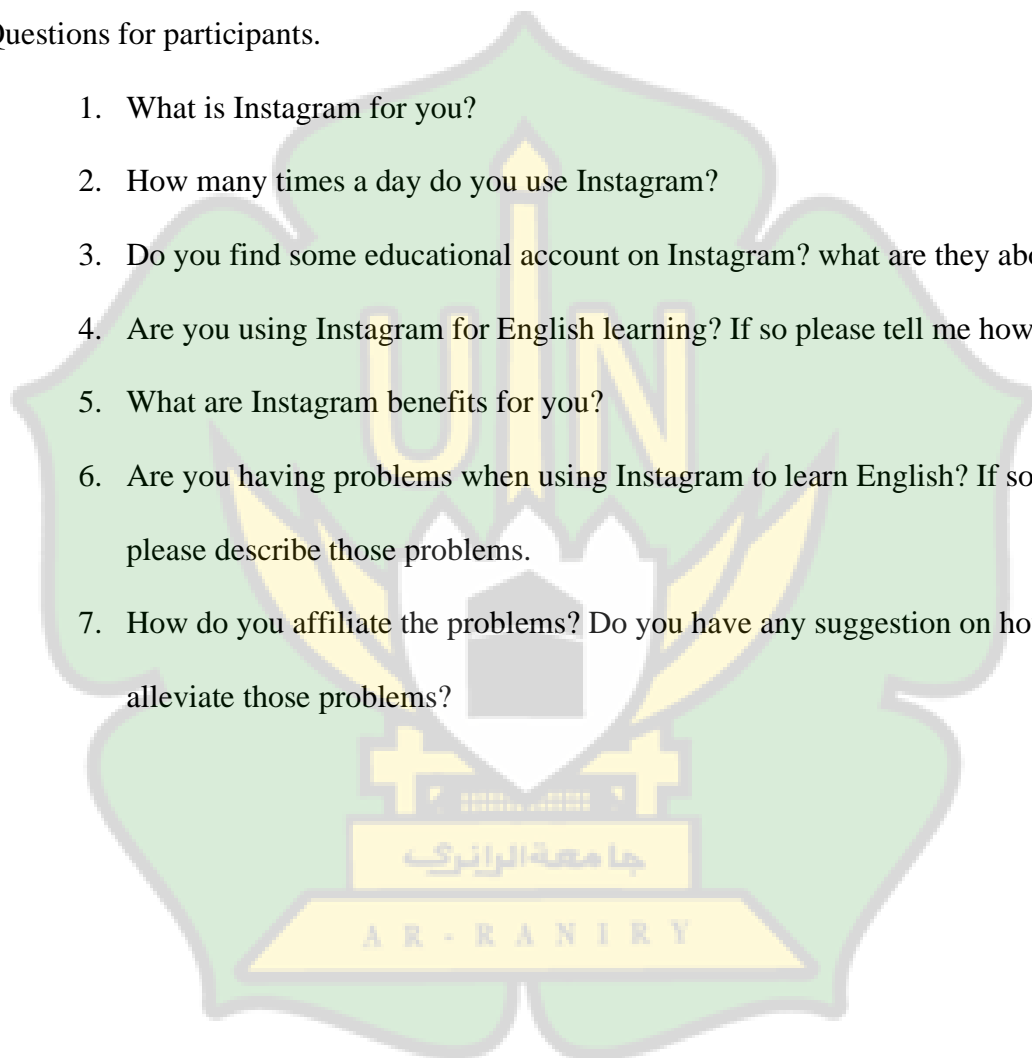 Questions for participants.
1. What is Instagram for you?
2. How many times a day do you use Instagram?
3. Do you find some educational account on Instagram? what are they abo
4. Are you using Instagram for English learning? If so please tell me how
5. What are Instagram benefits for you?
6. Are you having problems when using Instagram to learn English? If so
please describe those problems.
7. How do you affiliate the problems? Do you have any suggestion on ho
alleviate those problems?
UIN
جامعة الرانري
AR-RANIRY